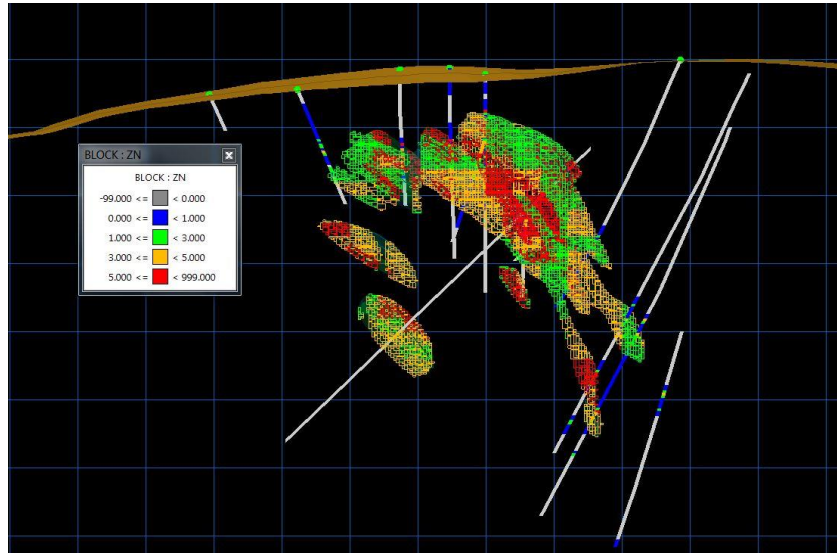 BLOCK : ZN
BLOCK : ZN
-99.000 <= < 0.000
0.000 <= < 1.000
1.000 <= < 3.000
3.000 <= < 5.000
5.000 <= < 999.000